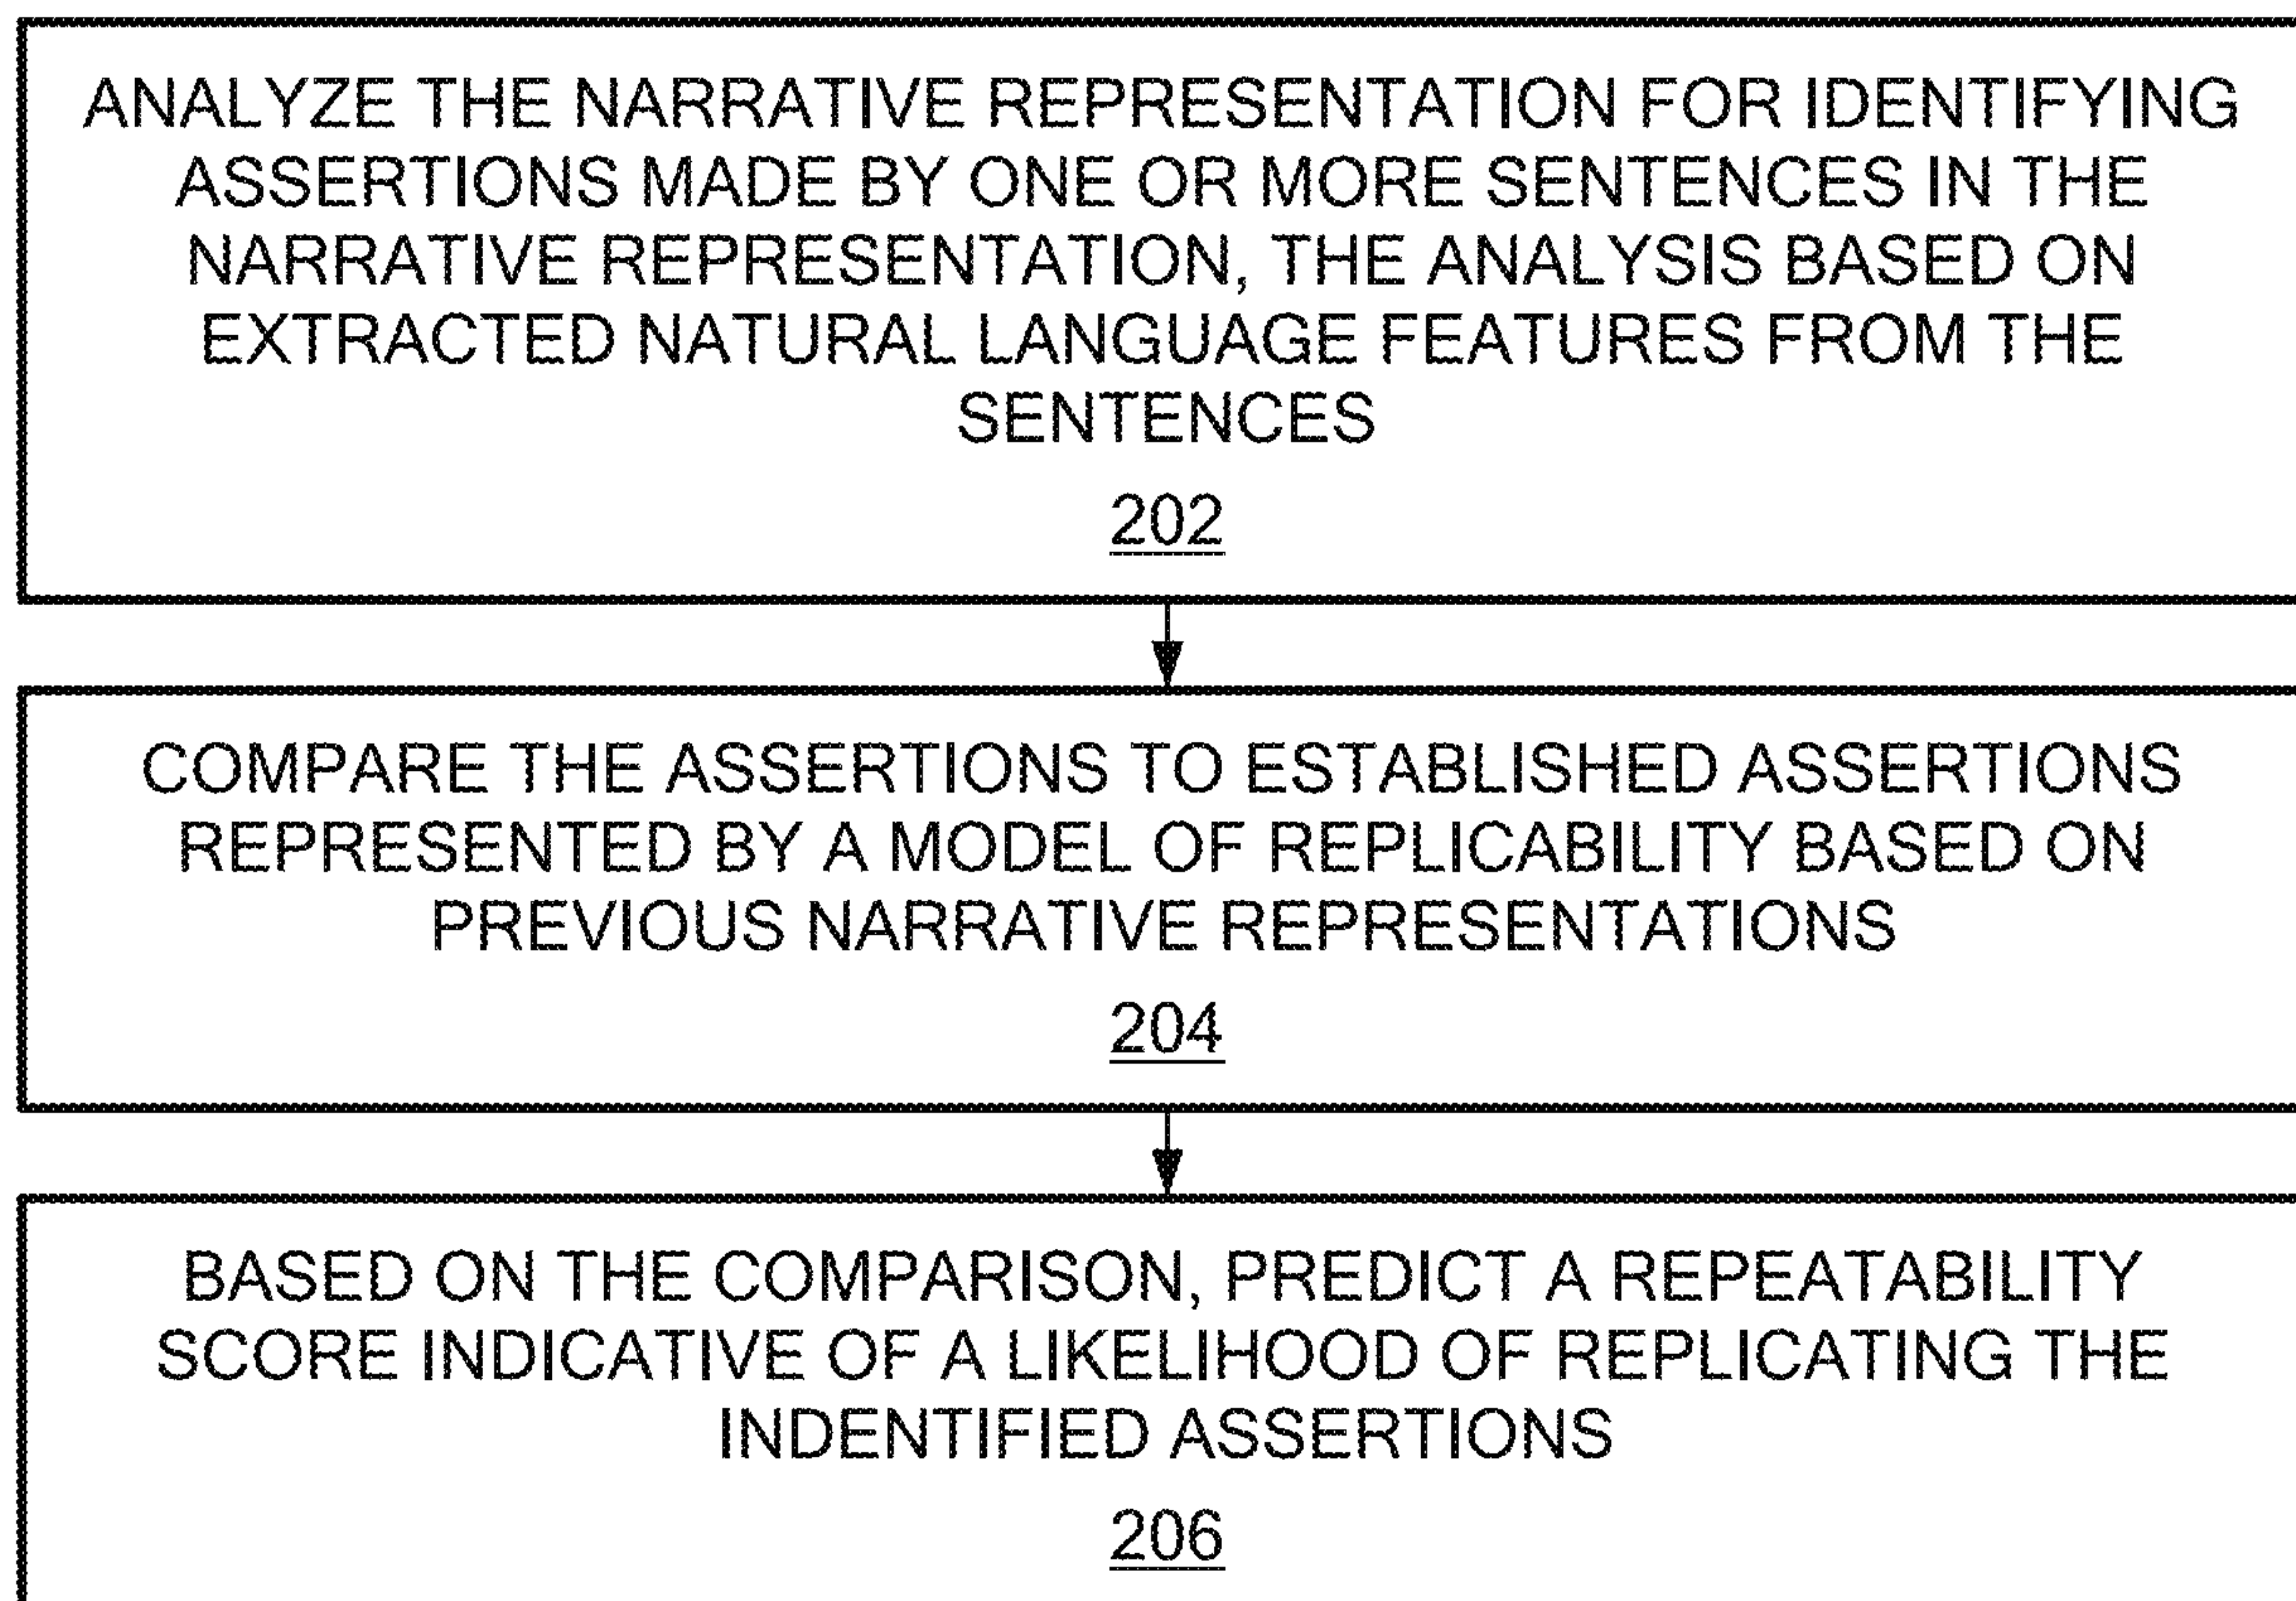 ANALYZE THE NARRATIVE REPRESENTATION FOR IDENTIFYING
ASSERTIONS MADE BY ONE OR MORE SENTENCES IN THE
NARRATIVE REPRESENTATION, THE ANALYSIS BASED ON
EXTRACTED NATURAL LANGUAGE FEATURES FROM THE
SENTENCES
202
COMPARE THE ASSERTIONS TO ESTABLISHED ASSERTIONS
REPRESENTED BY A MODEL OF REPLICABILITY BASED ON
PREVIOUS NARRATIVE REPRESENTATIONS
204
BASED ON THE COMPARISON, PREDICT A REPEATABILITY
SCORE INDICATIVE OF A LIKELIHOOD OF REPLICATING THE
INDENTIFIED ASSERTIONS
206